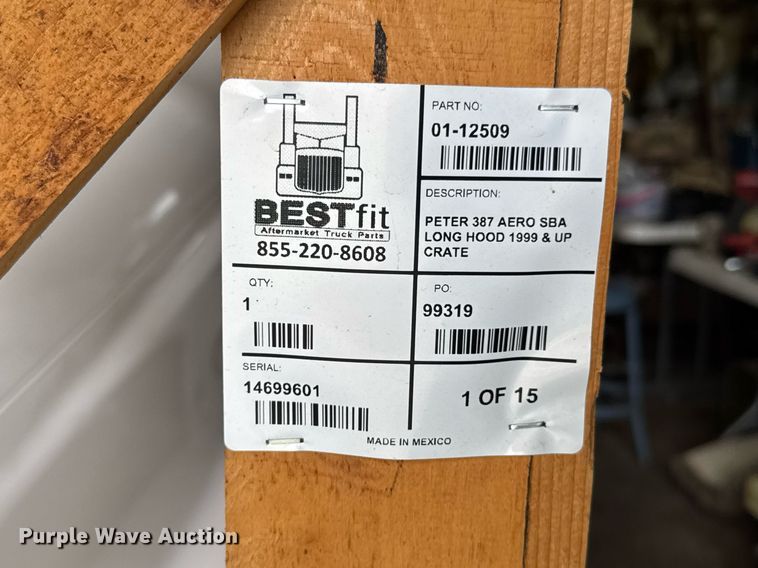 BESTfit
Aftermarket Truck Parts
855-220-8608
PART NO:
01-12509
DESCRIPTION:
PETER 387 AERO SBA
LONG HOOD 1999 & UP
CRATE
QTY:
1
PO:
99319
SERIAL:
14699601
1 OF 15
MADE IN MEXICO
Purple Wave Auction